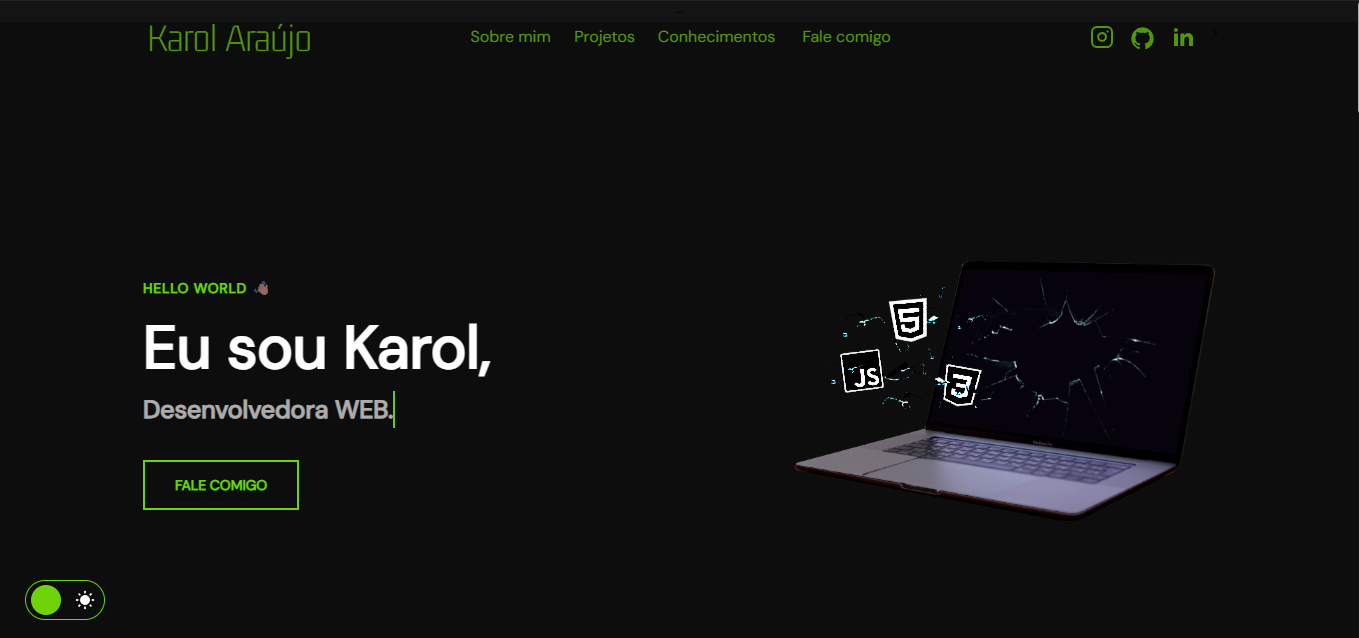 Karol Araújo
Sobre mim Projetos Conhecimentos Fale comigo
HELLO WORLD 👋🏾
Eu sou Karol,
Desenvolvedora WEB.
FALE COMIGO
5
JS
3